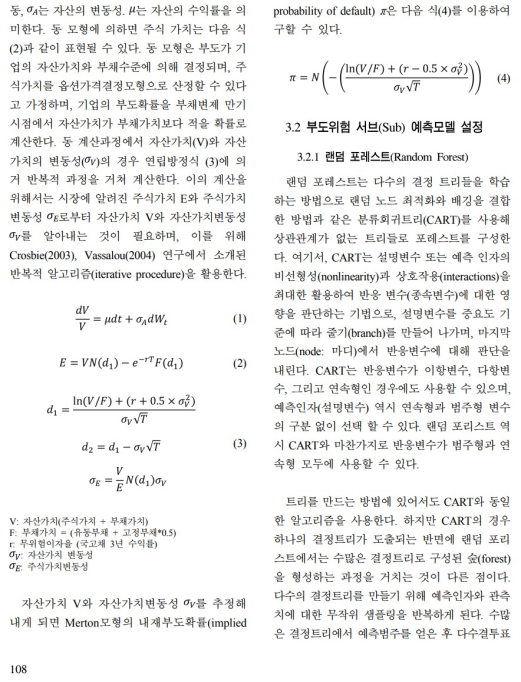 동, σ_A는 자산의 변동성. μ는 자산의 수익률을 의
미한다. 동 모형에 의하면 주식 가치는 다음 식
(2)과 같이 표현될 수 있다. 동 모형은 부도가 기
업의 자산가치와 부채수준에 의해 결정되며, 주
식가치를 옵션가격결정모형으로 산정할 수 있다
고 가정하며, 기업의 부도확률을 부채변제 만기
시점에서 자산가치가 부채가치보다 적을 확률로
계산한다. 동 계산과정에서 자산가치(V)와 자산
가치의 변동성(σ_V)의 경우 연립방정식 (3)에 의
거 반복적 과정을 거쳐 계산한다. 이의 계산을
위해서는 시장에 알려진 주식가치 E와 주식가치
변동성 σ_E로부터 자산가치 V와 자산가치변동성
σ_V를 알아내는 것이 필요하며, 이를 위해
Crosbie(2003), Vassalou(2004) 연구에서 소개된
반복적 알고리즘(iterative procedure)을 활용한다.
dV/V = μdt + σ_A dW_t (1)
E = VN(d_1) − e^{−rT}F(d_1) (2)
d_1 = (ln(V/F) + (r + 0.5 × σ_V^2)) / (σ_V√T)
d_2 = d_1 − σ_V√T (3)
σ_E = (V/E) N(d_1)σ_V
V: 자산가치(주식가치 + 부채가치)
F: 부채가치 = (유동부채 + 고정부채*0.5)
r: 무위험이자율 (국고채 3년 수익률)
σ_V: 자산가치 변동성
σ_E: 주식가치변동성
자산가치 V와 자산가치변동성 σ_V를 추정해
내게 되면 Merton모형의 내재부도확률(implied
probability of default) π은 다음 식(4)를 이용하여
구할 수 있다.
π = N(−((ln(V/F) + (r − 0.5 × σ_V^2)) / (σ_V√T))) (4)
3.2 부도위험 서브(Sub) 예측모델 설정
3.2.1 랜덤 포레스트(Random Forest)
랜덤 포레스트는 다수의 결정 트리들을 학습
하는 방법으로 랜덤 노드 최적화와 배깅을 결합
한 방법과 같은 분류회귀트리(CART)를 사용해
상관관계가 없는 트리들로 포레스트를 구성한
다. 여기서, CART는 설명변수 또는 예측 인자의
비선형성(nonlinearity)과 상호작용(interactions)을
최대한 활용하여 반응 변수(종속변수)에 대한 영
향을 판단하는 기법으로, 설명변수를 중요도 기
준에 따라 줄기(branch)를 만들어 나가며, 마지막
노드(node: 마디)에서 반응변수에 대해 판단을
내린다. CART는 반응변수가 이항변수, 다항변
수, 그리고 연속형인 경우에도 사용할 수 있으며,
예측인자(설명변수) 역시 연속형과 범주형 변수
의 구분 없이 선택 할 수 있다. 랜덤 포리스트 역
시 CART와 마찬가지로 반응변수가 범주형과 연
속형 모두에 사용할 수 있다.
트리를 만드는 방법에 있어서도 CART와 동일
한 알고리즘을 사용한다. 하지만 CART의 경우
하나의 결정트리가 도출되는 반면에 랜덤 포리
스트에서는 수많은 결정트리로 구성된 숲(forest)
을 형성하는 과정을 거치는 것이 다른 점이다.
다수의 결정트리를 만들기 위해 예측인자와 관측
치에 대한 무작위 샘플링을 반복하게 된다. 수많
은 결정트리에서 예측범주를 얻은 후 다수결투표
108